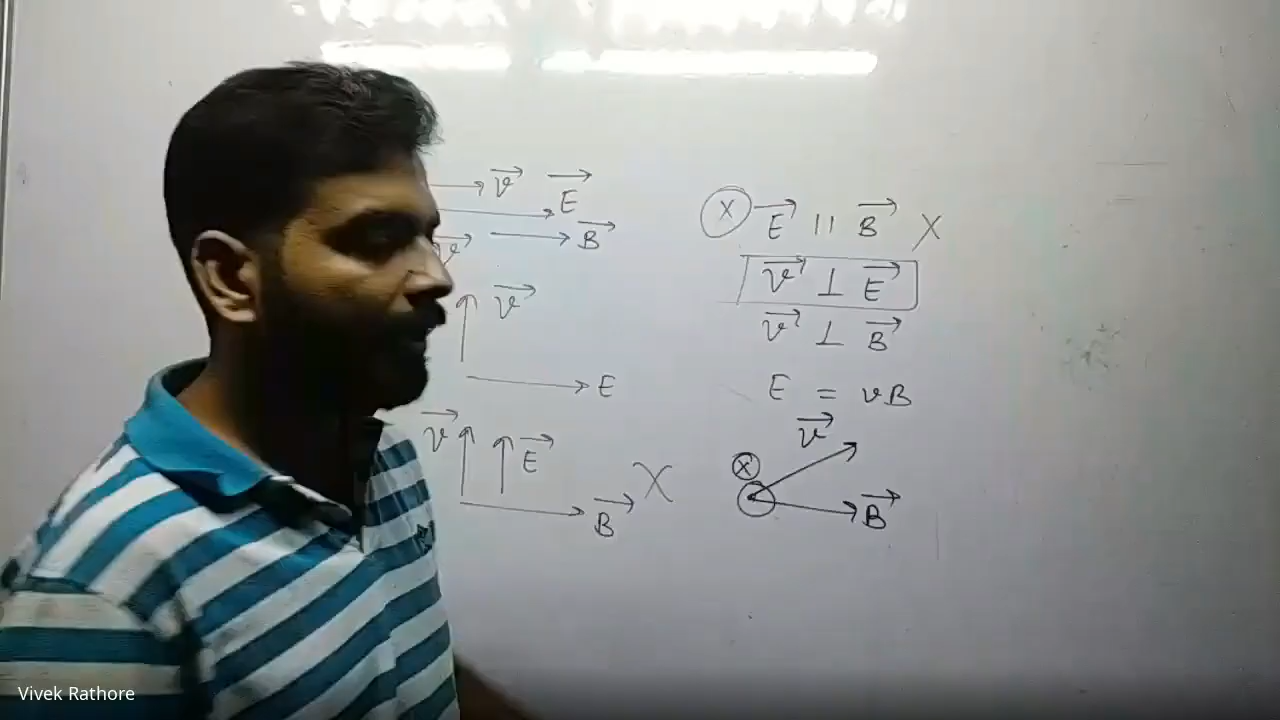 v⃗ E⃗
B⃗
v⃗
v⃗
E
v⃗ E⃗
B⃗ X
X E⃗ || B⃗ X
v⃗ ⊥ E⃗
v⃗ ⊥ B⃗
E = vB
v⃗
X
B⃗
Vivek Rathore